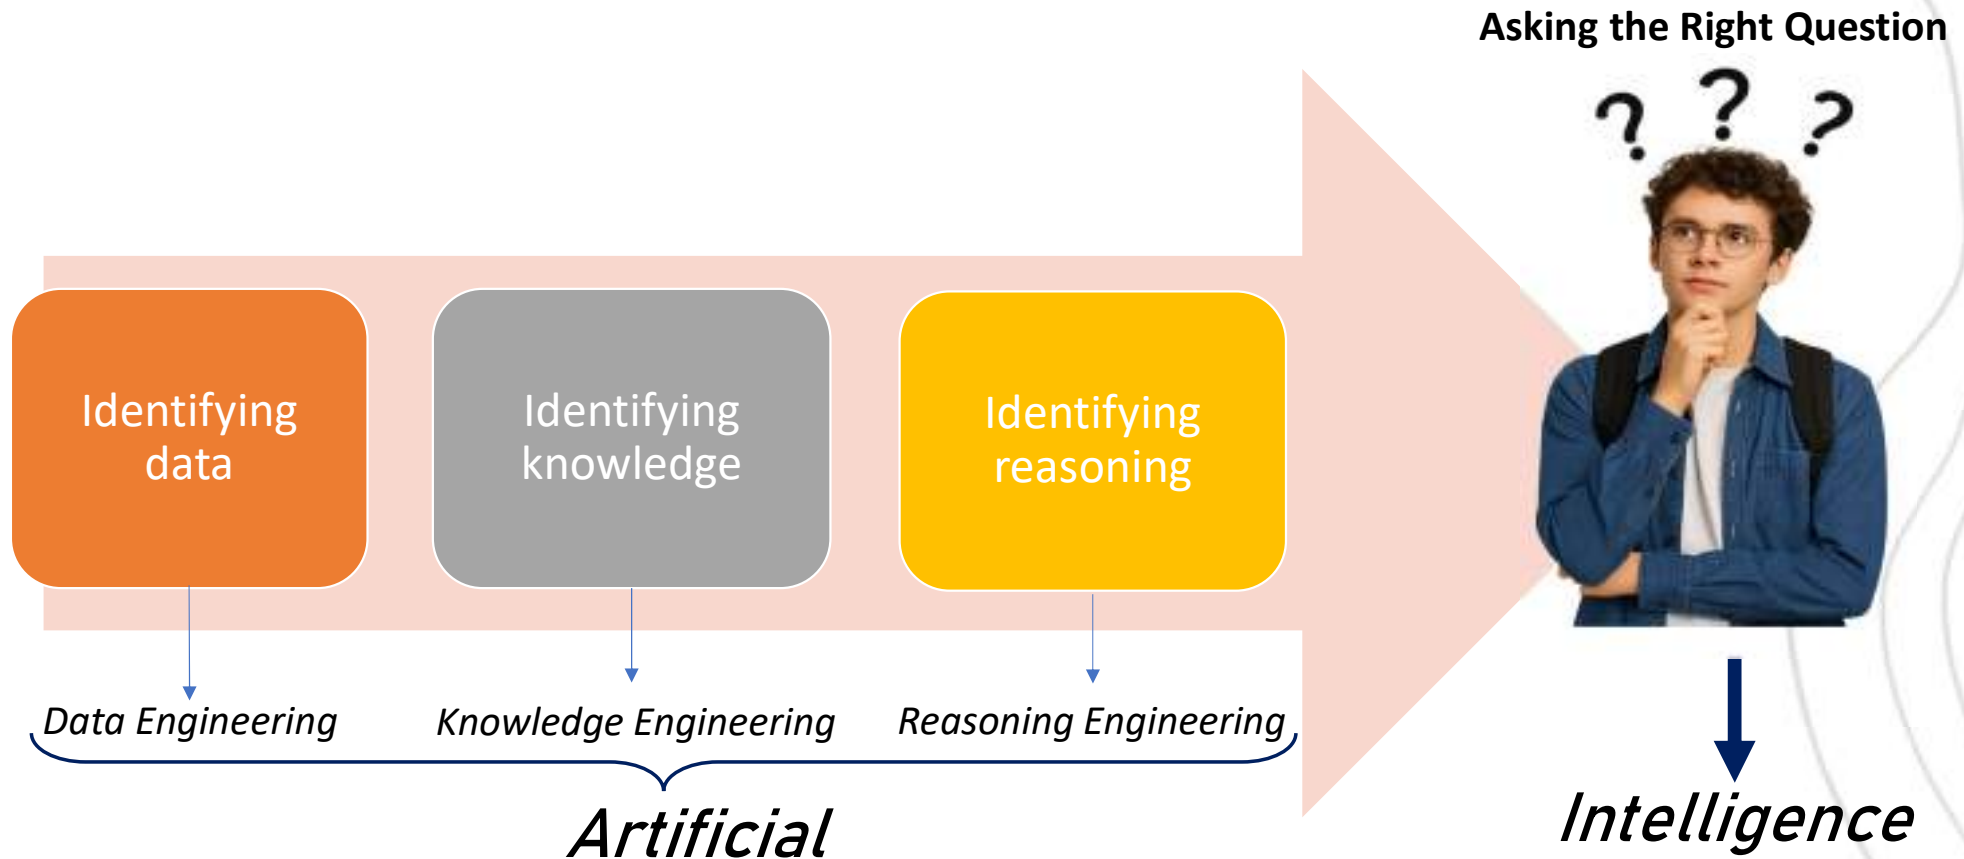 Asking the Right Question
? ? ?
Identifying
data
Identifying
knowledge
Identifying
reasoning
Data Engineering
Knowledge Engineering
Reasoning Engineering
Artificial
Intelligence